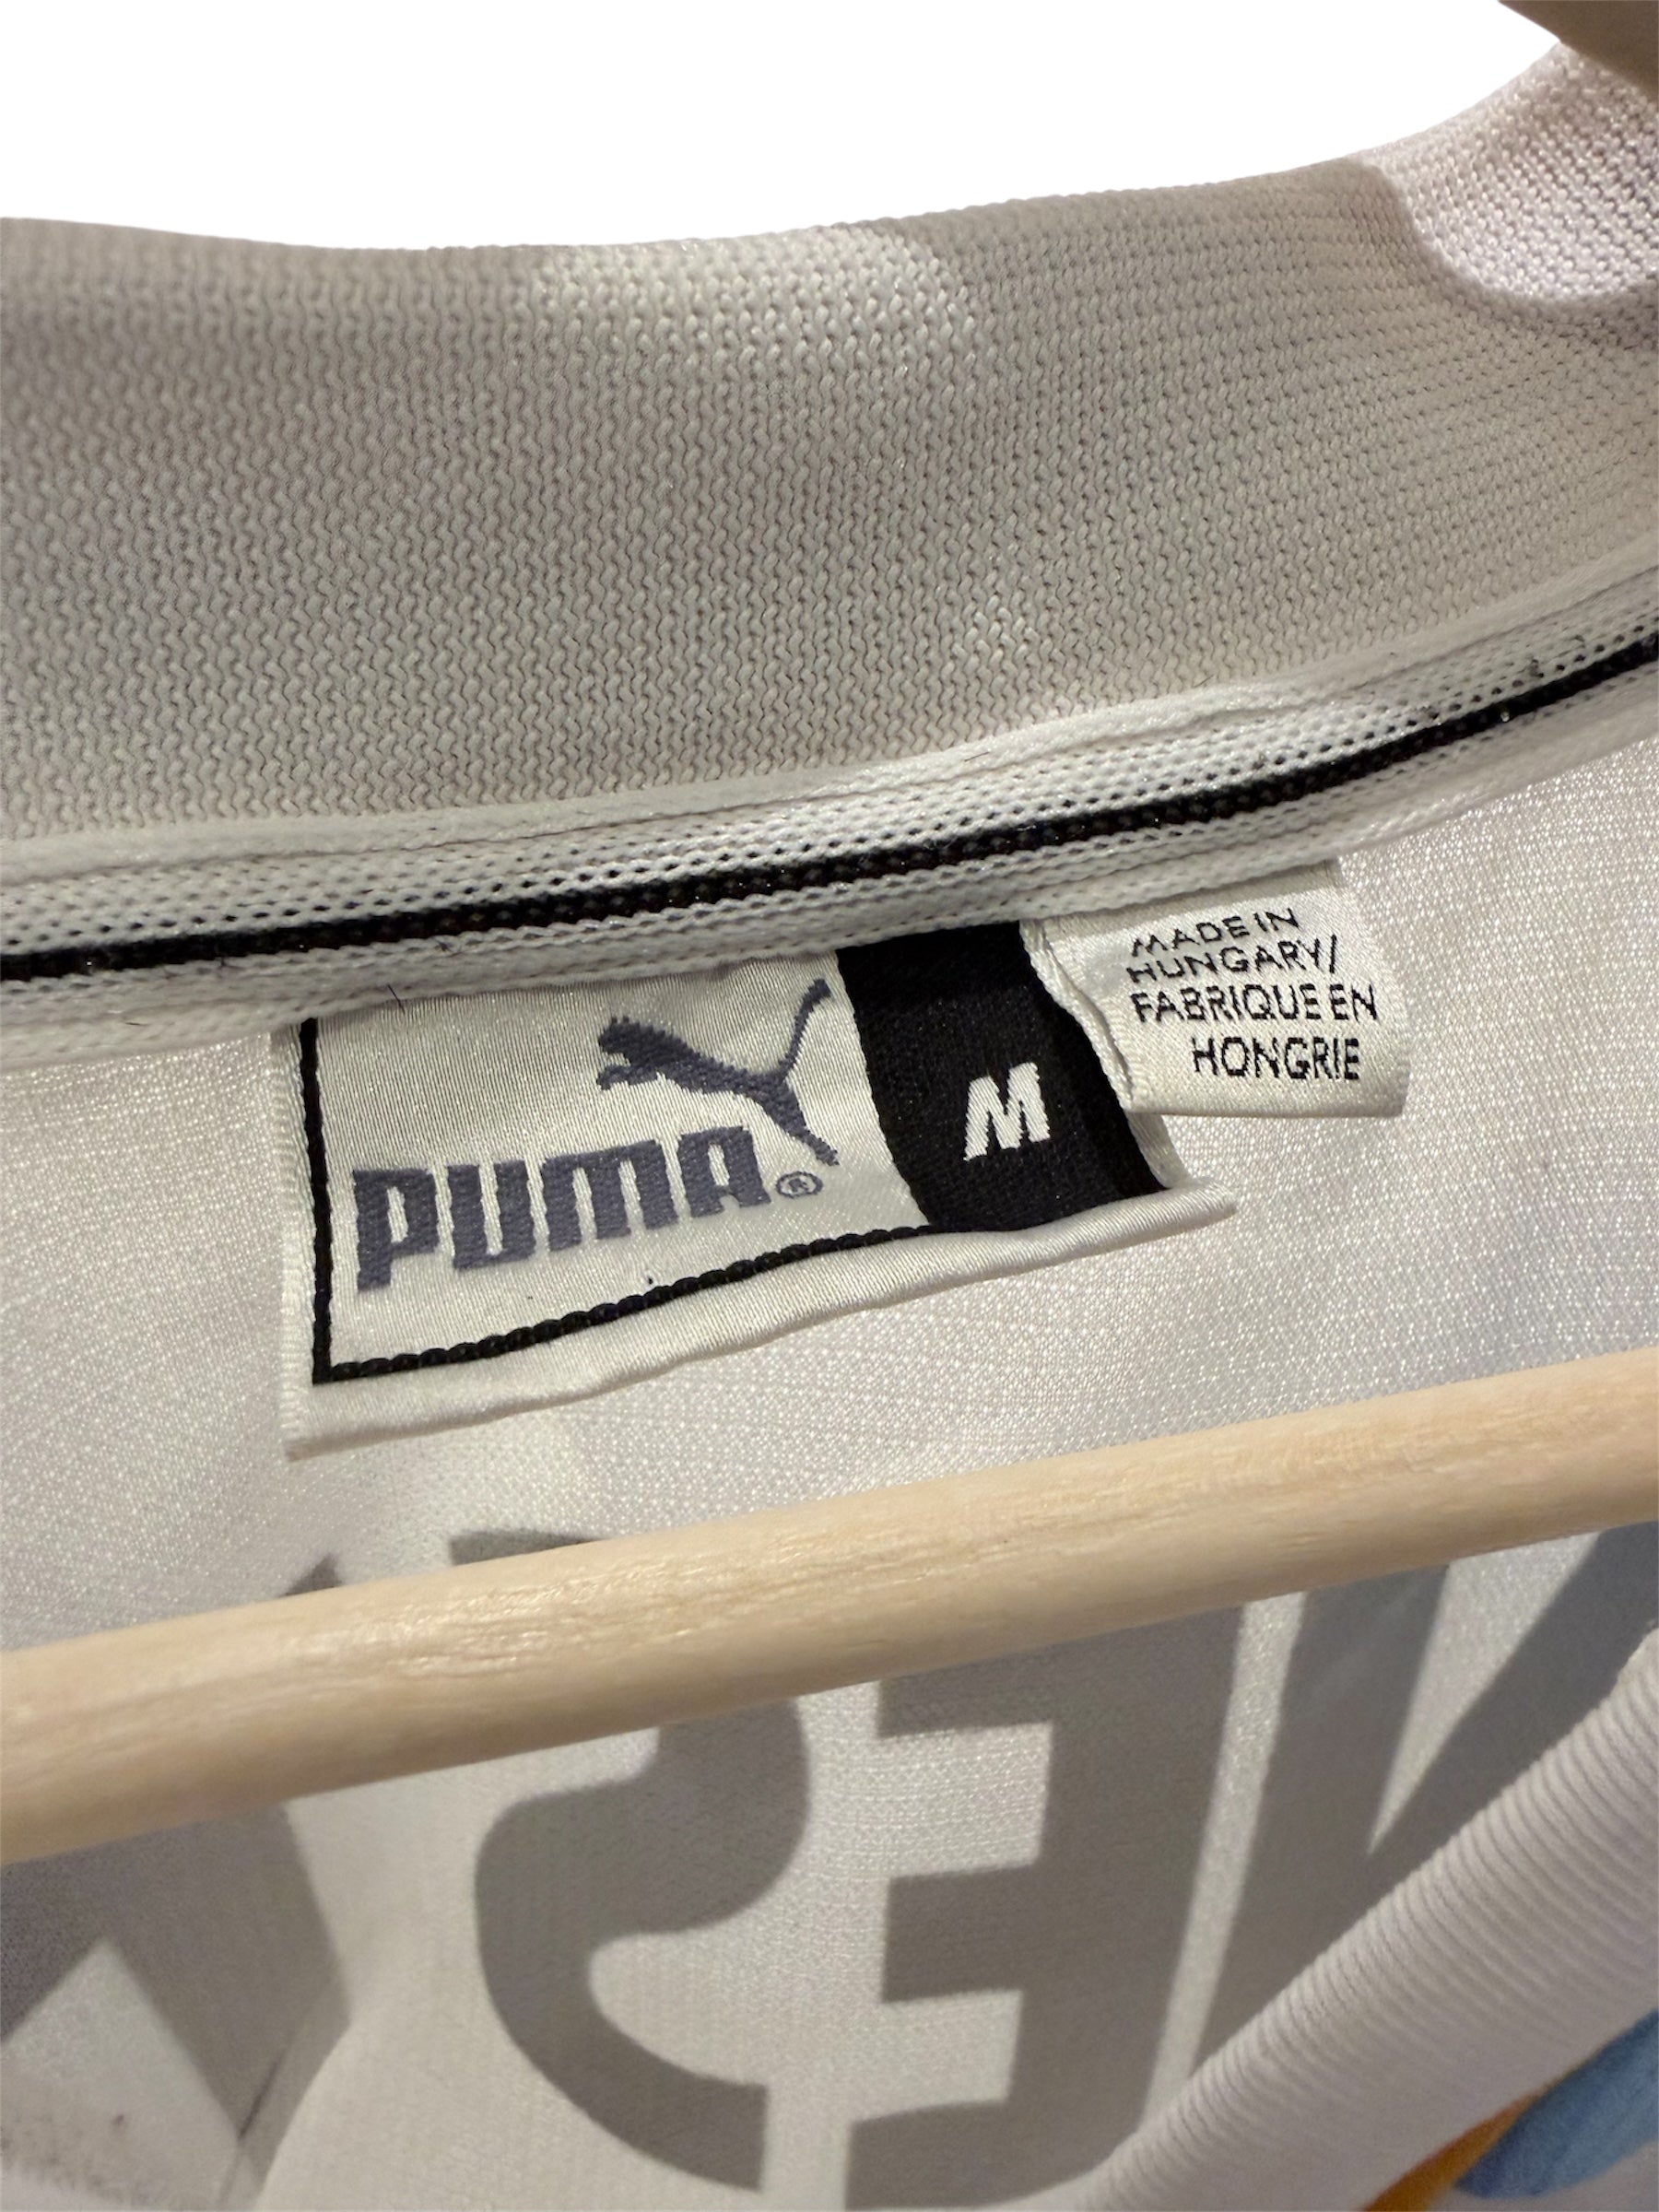 PUMA®
M
MADE IN
HUNGARY/
FABRIQUE EN
HONGRIE